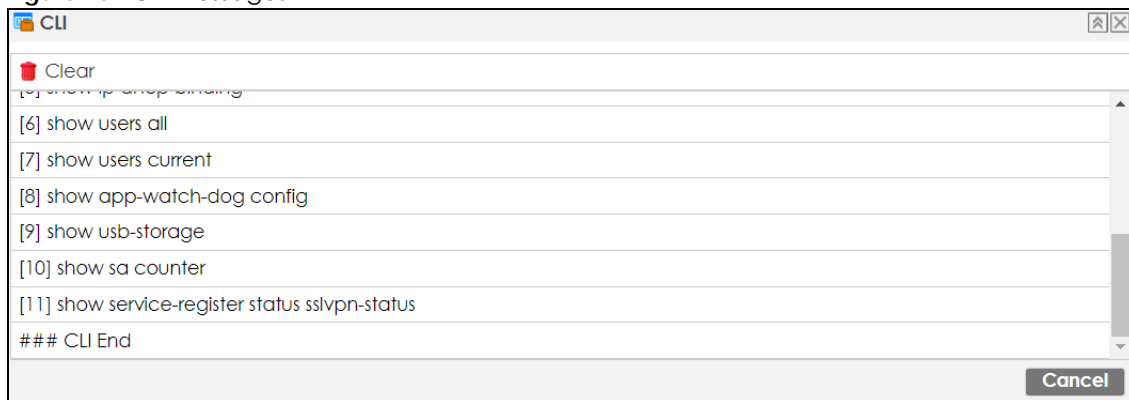 CLI
Clear
[6] show users all
[7] show users current
[8] show app-watch-dog config
[9] show usb-storage
[10] show sa counter
[11] show service-register status sslvpn-status
### CLI End
Cancel